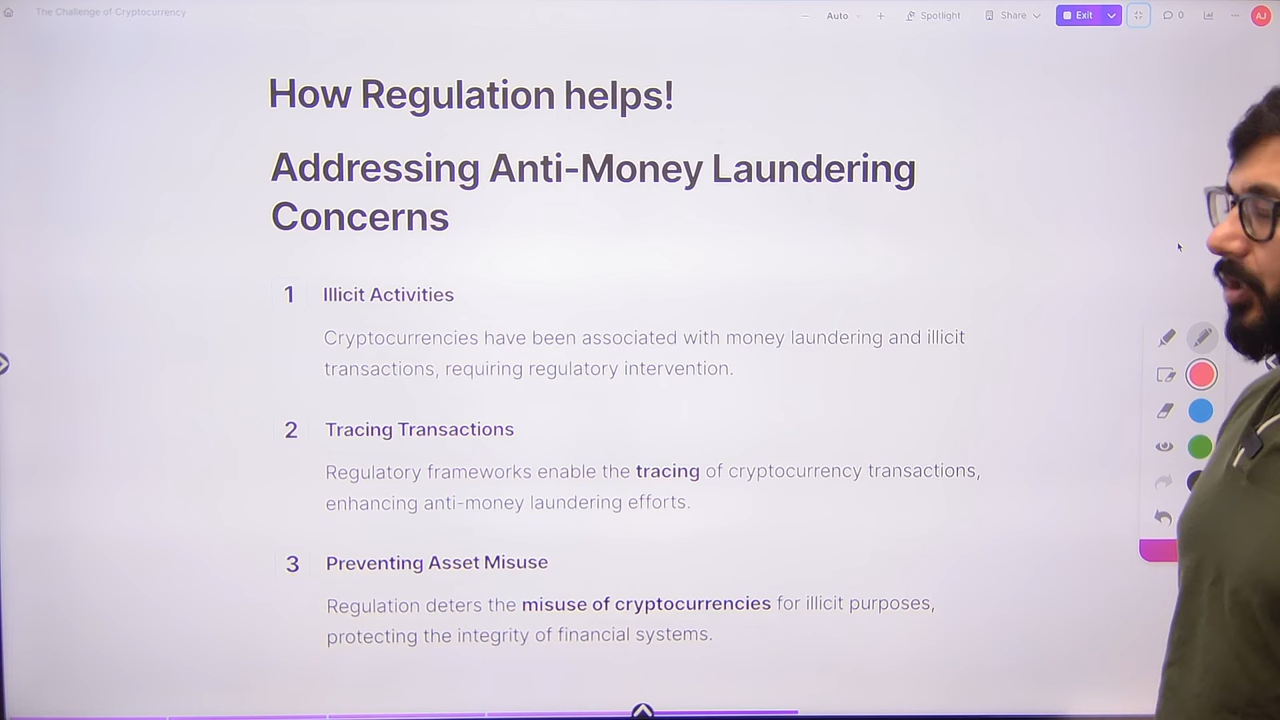 The Challenge of Cryptocurrency
Auto
Spotlight
Share
Exit
0
AJ
How Regulation helps!
Addressing Anti-Money Laundering
Concerns
1 Illicit Activities
Cryptocurrencies have been associated with money laundering and illicit
transactions, requiring regulatory intervention.
2 Tracing Transactions
Regulatory frameworks enable the tracing of cryptocurrency transactions,
enhancing anti-money laundering efforts.
3 Preventing Asset Misuse
Regulation deters the misuse of cryptocurrencies for illicit purposes,
protecting the integrity of financial systems.